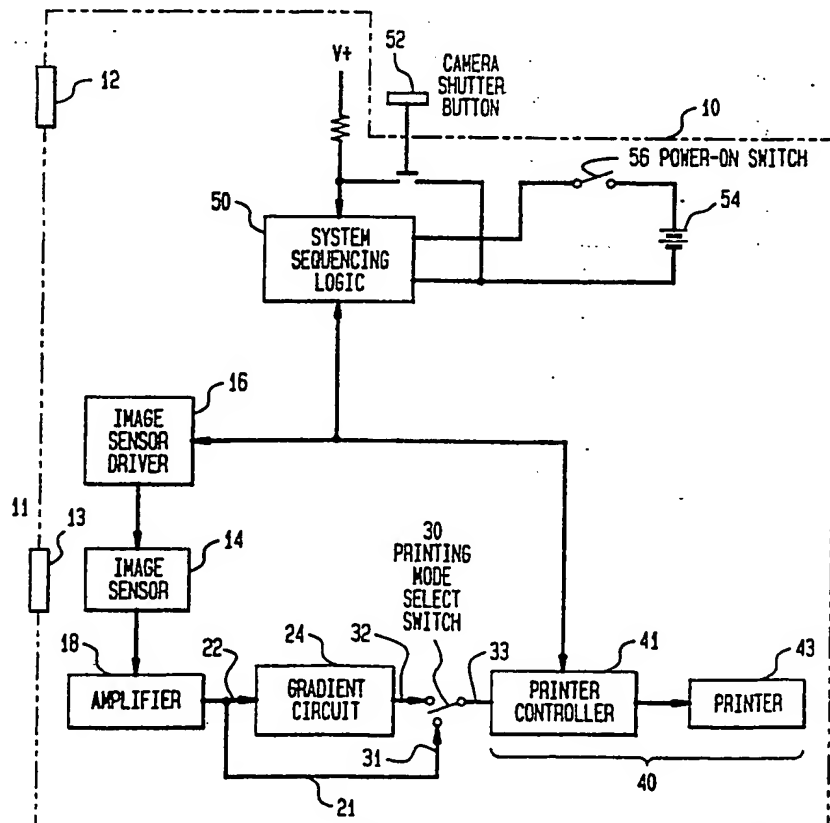 52
CAMERA
SHUTTER
BUTTON
V+
12
10
56 POWER-ON SWITCH
54
50
SYSTEM
SEQUENCING
LOGIC
16
IMAGE
SENSOR
DRIVER
11
13
14
IMAGE
SENSOR
30
PRINTING
MODE
SELECT
SWITCH
18
AMPLIFIER
22
24
GRADIENT
CIRCUIT
32
33
41
PRINTER
CONTROLLER
43
PRINTER
31
21
40